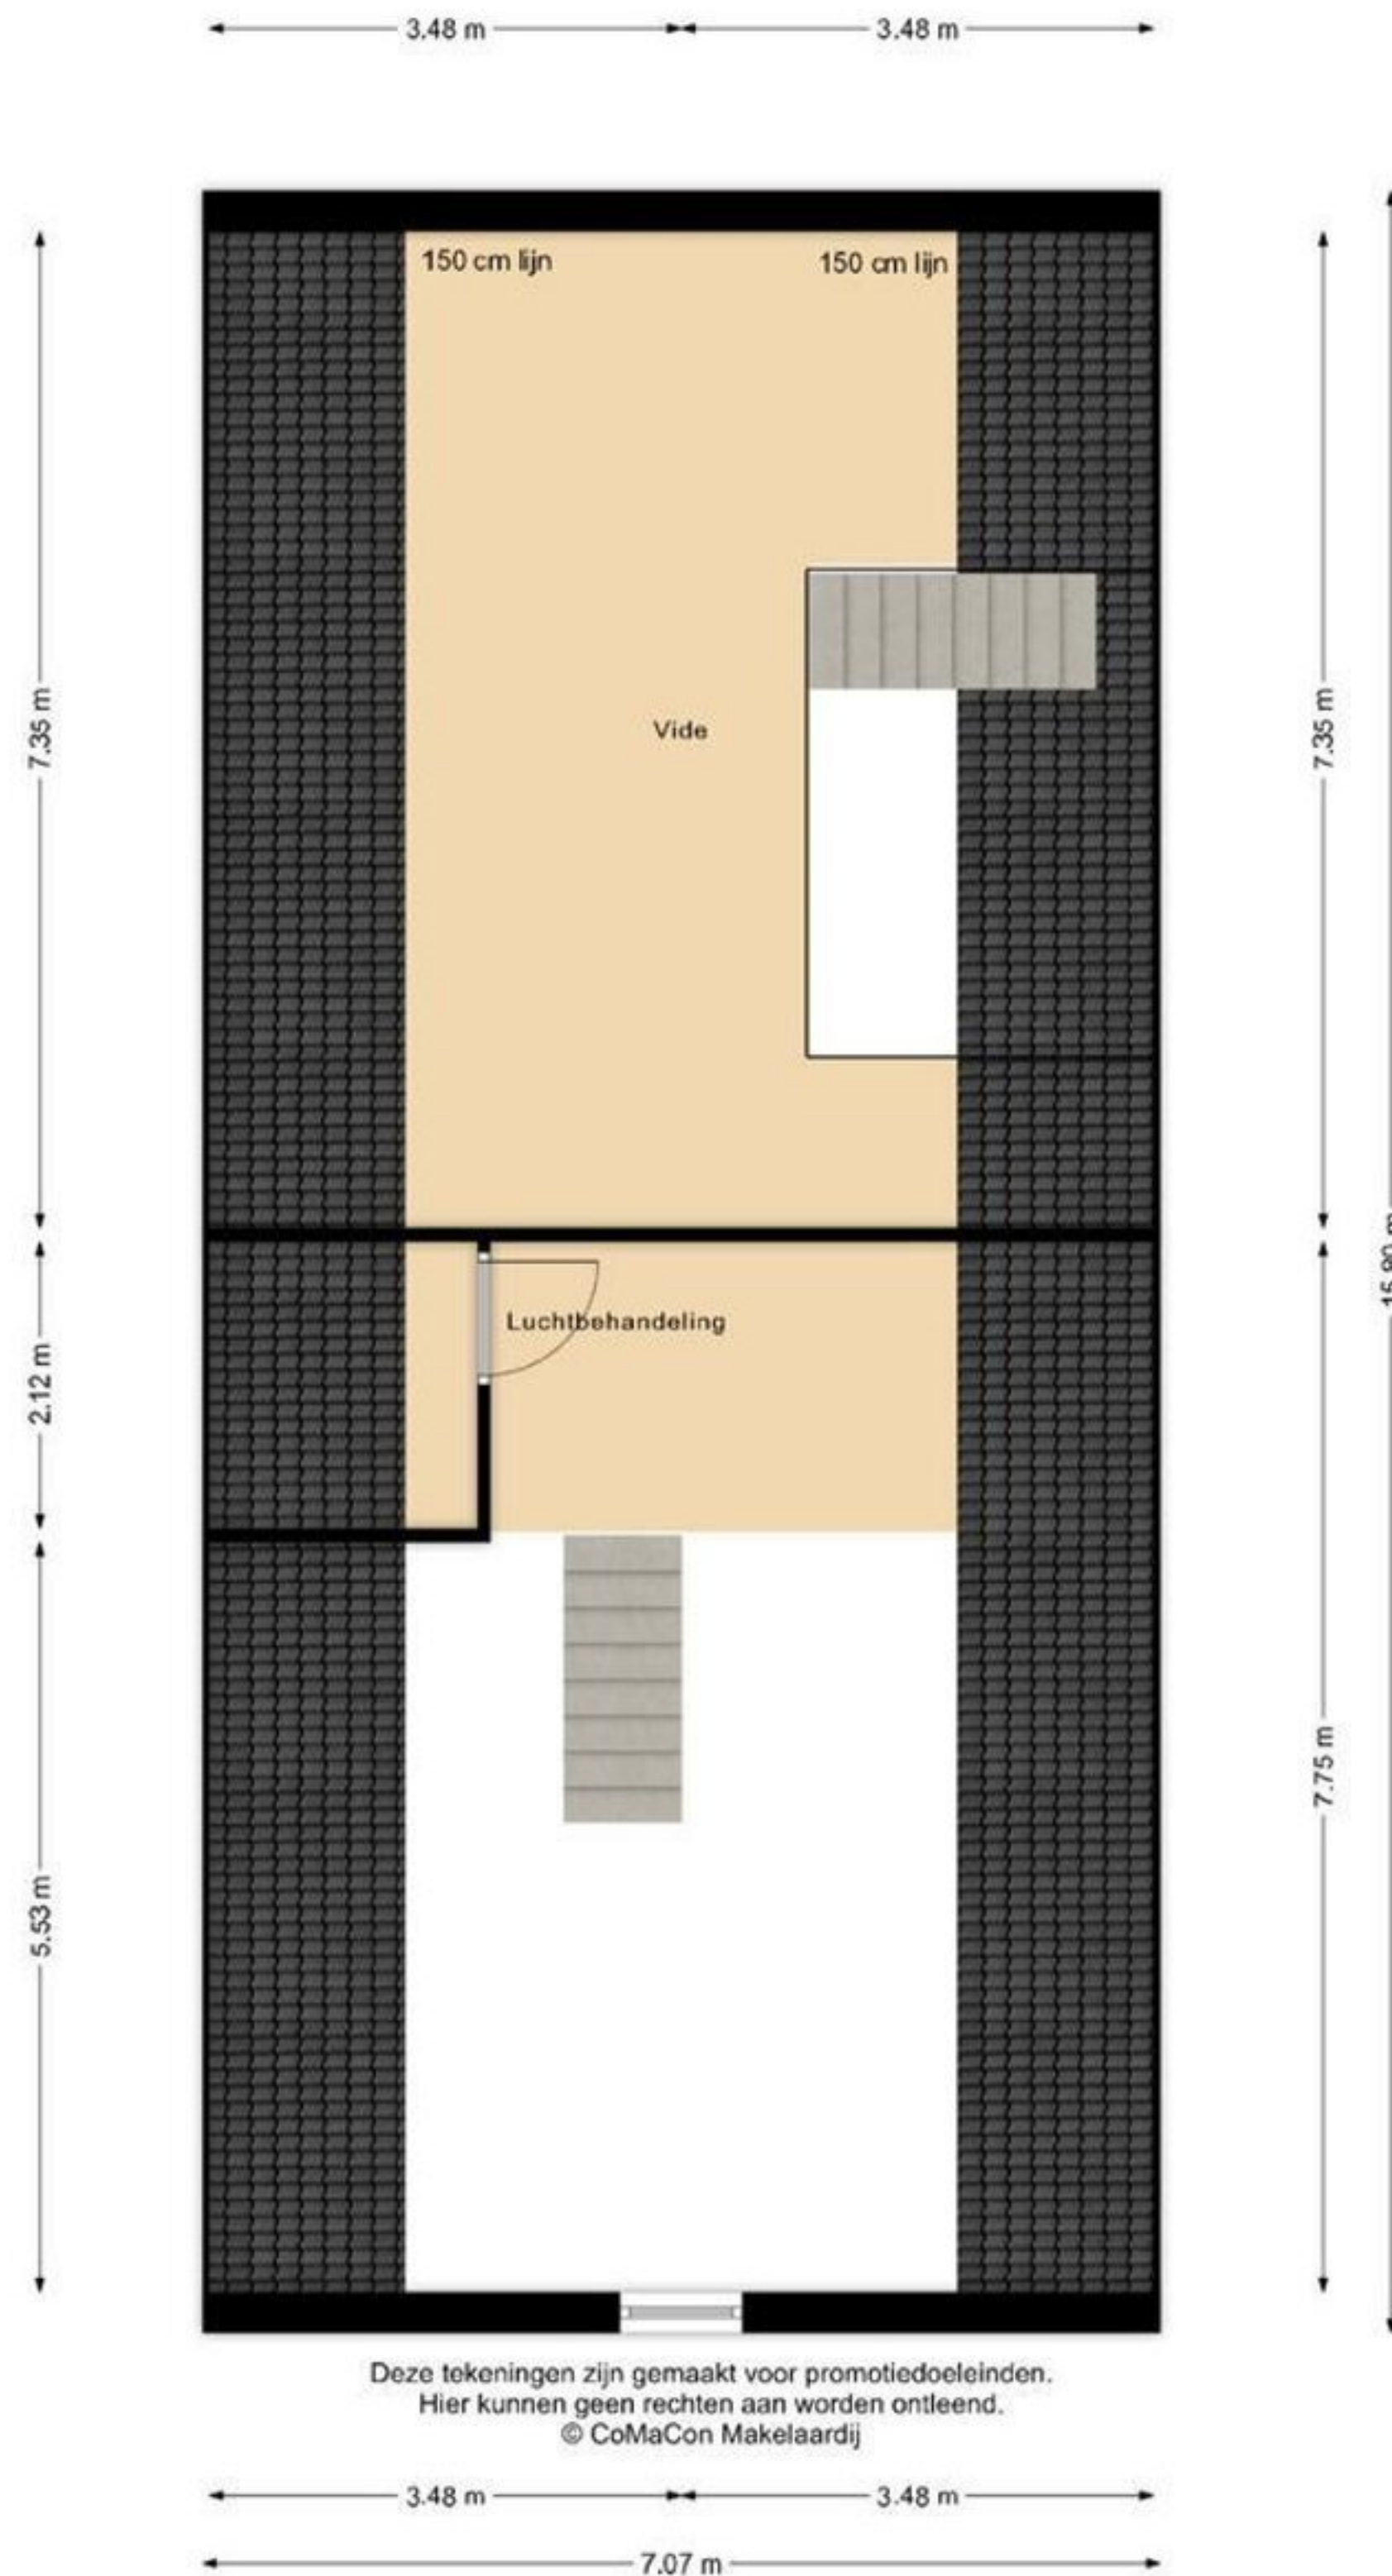 3.48 m 3.48 m
150 cm lijn 150 cm lijn
7.35 m
Vide
7.35 m
Luchtbehandeling
2.12 m
7.75 m
5.53 m
Deze tekeningen zijn gemaakt voor promotiedoeleinden.
Hier kunnen geen rechten aan worden ontleend.
© CoMaCon Makelaardij
3.48 m 3.48 m
7.07 m